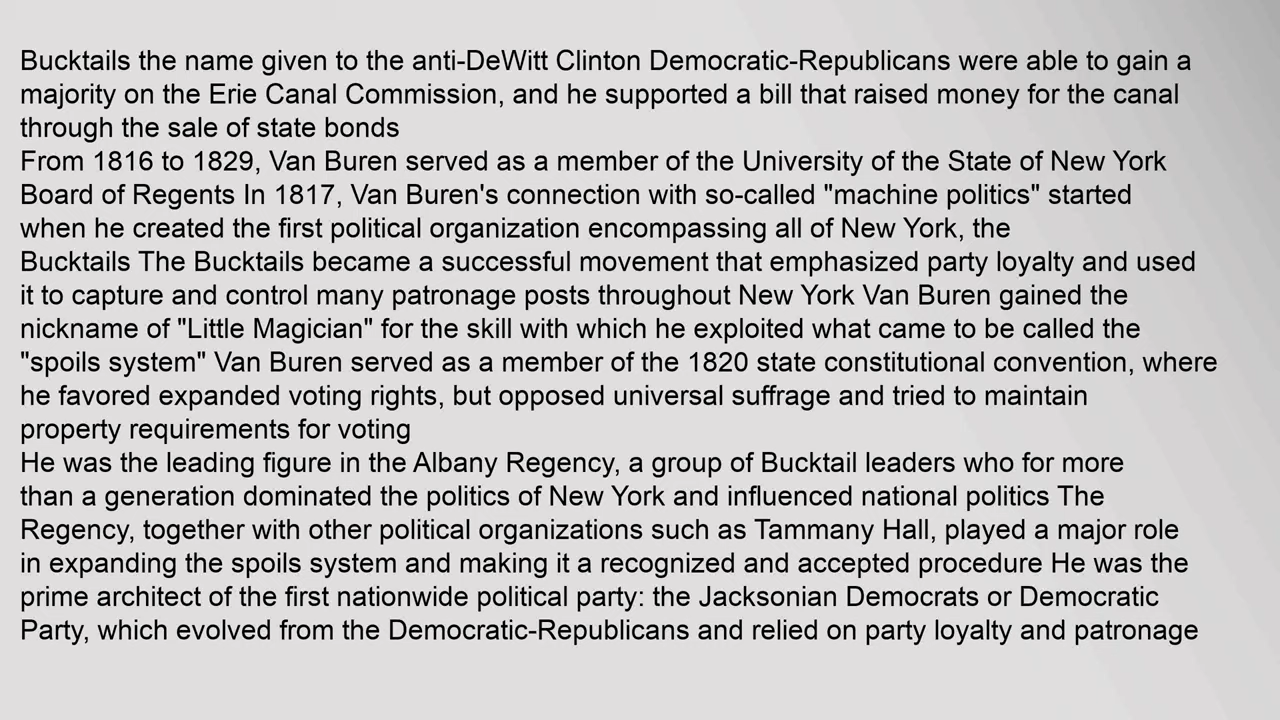 Bucktails the name given to the anti-DeWitt Clinton Democratic-Republicans were able to gain a
majority on the Erie Canal Commission, and he supported a bill that raised money for the canal
through the sale of state bonds
From 1816 to 1829, Van Buren served as a member of the University of the State of New York
Board of Regents In 1817, Van Buren's connection with so-called "machine politics" started
when he created the first political organization encompassing all of New York, the
Bucktails The Bucktails became a successful movement that emphasized party loyalty and used
it to capture and control many patronage posts throughout New York Van Buren gained the
nickname of "Little Magician" for the skill with which he exploited what came to be called the
"spoils system" Van Buren served as a member of the 1820 state constitutional convention, where
he favored expanded voting rights, but opposed universal suffrage and tried to maintain
property requirements for voting
He was the leading figure in the Albany Regency, a group of Bucktail leaders who for more
than a generation dominated the politics of New York and influenced national politics The
Regency, together with other political organizations such as Tammany Hall, played a major role
in expanding the spoils system and making it a recognized and accepted procedure He was the
prime architect of the first nationwide political party: the Jacksonian Democrats or Democratic
Party, which evolved from the Democratic-Republicans and relied on party loyalty and patronage